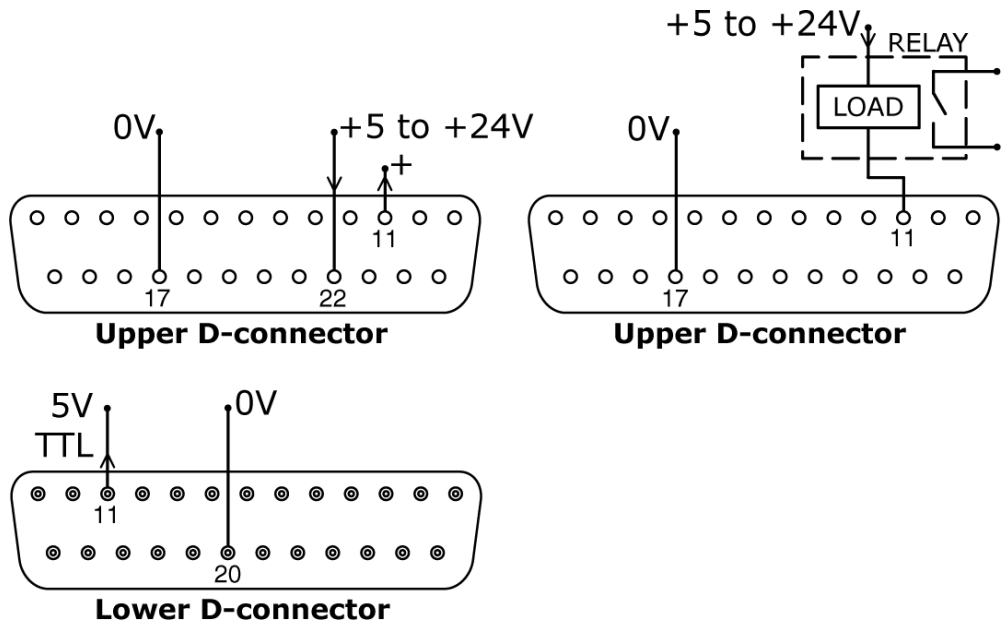 0V
+5 to +24V
+
11
17
22
Upper D-connector
+5 to +24V
RELAY
LOAD
0V
11
17
Upper D-connector
5V
TTL
0V
11
20
Lower D-connector